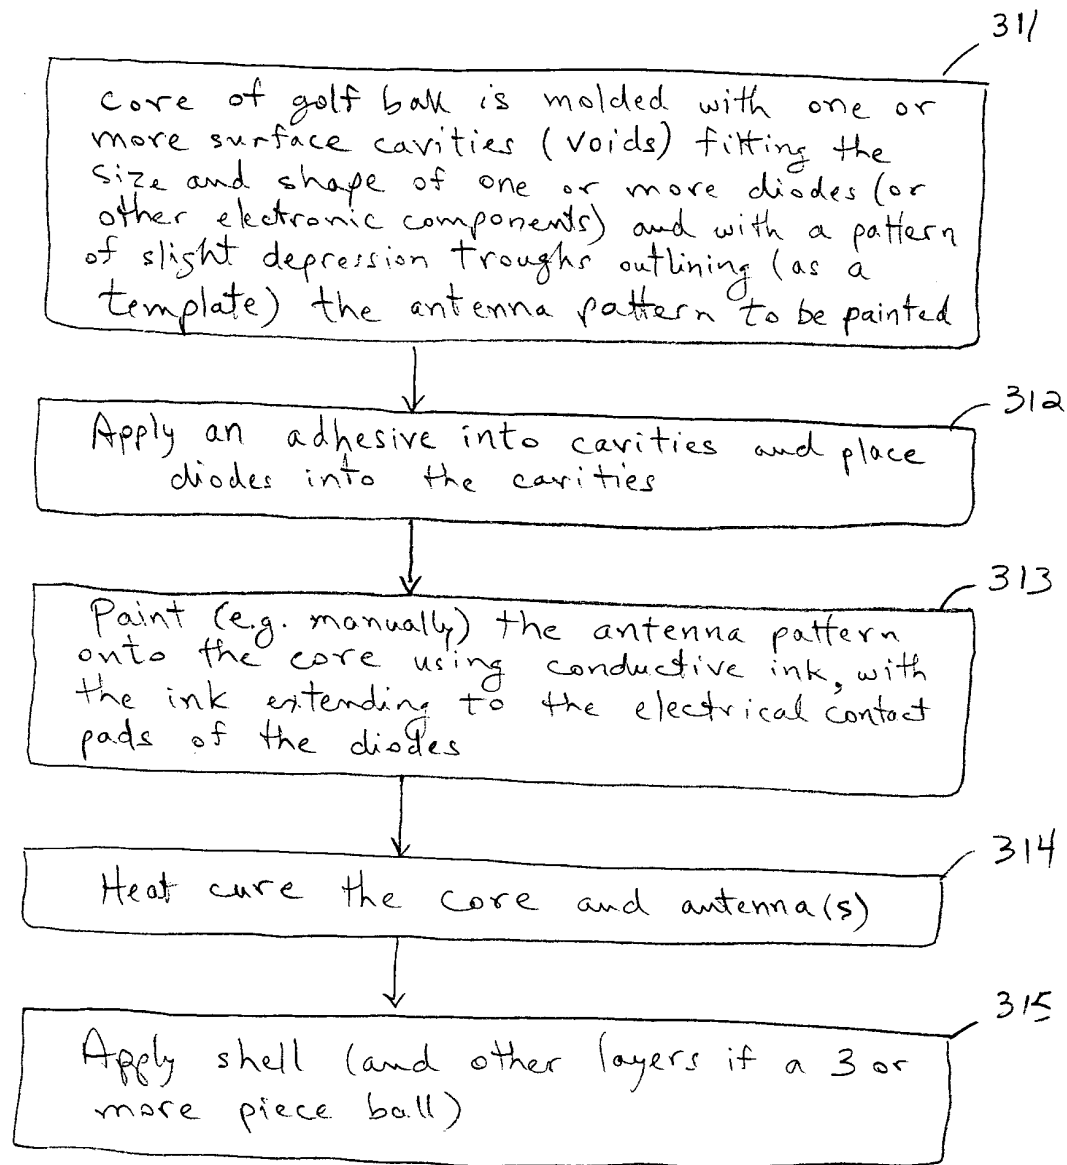 311
core of golf ball is molded with one or
more surface cavities (voids) fitting the
size and shape of one or more diodes (or
other electronic components) and with a pattern
of slight depression troughs outlining (as a
template) the antenna pattern to be painted
312
Apply an adhesive into cavities and place
diodes into the cavities
313
Paint (e.g. manually) the antenna pattern
onto the core using conductive ink, with
the ink extending to the electrical contact
pads of the diodes
314
Heat cure the core and antenna(s)
315
Apply shell (and other layers if a 3 or
more piece ball)